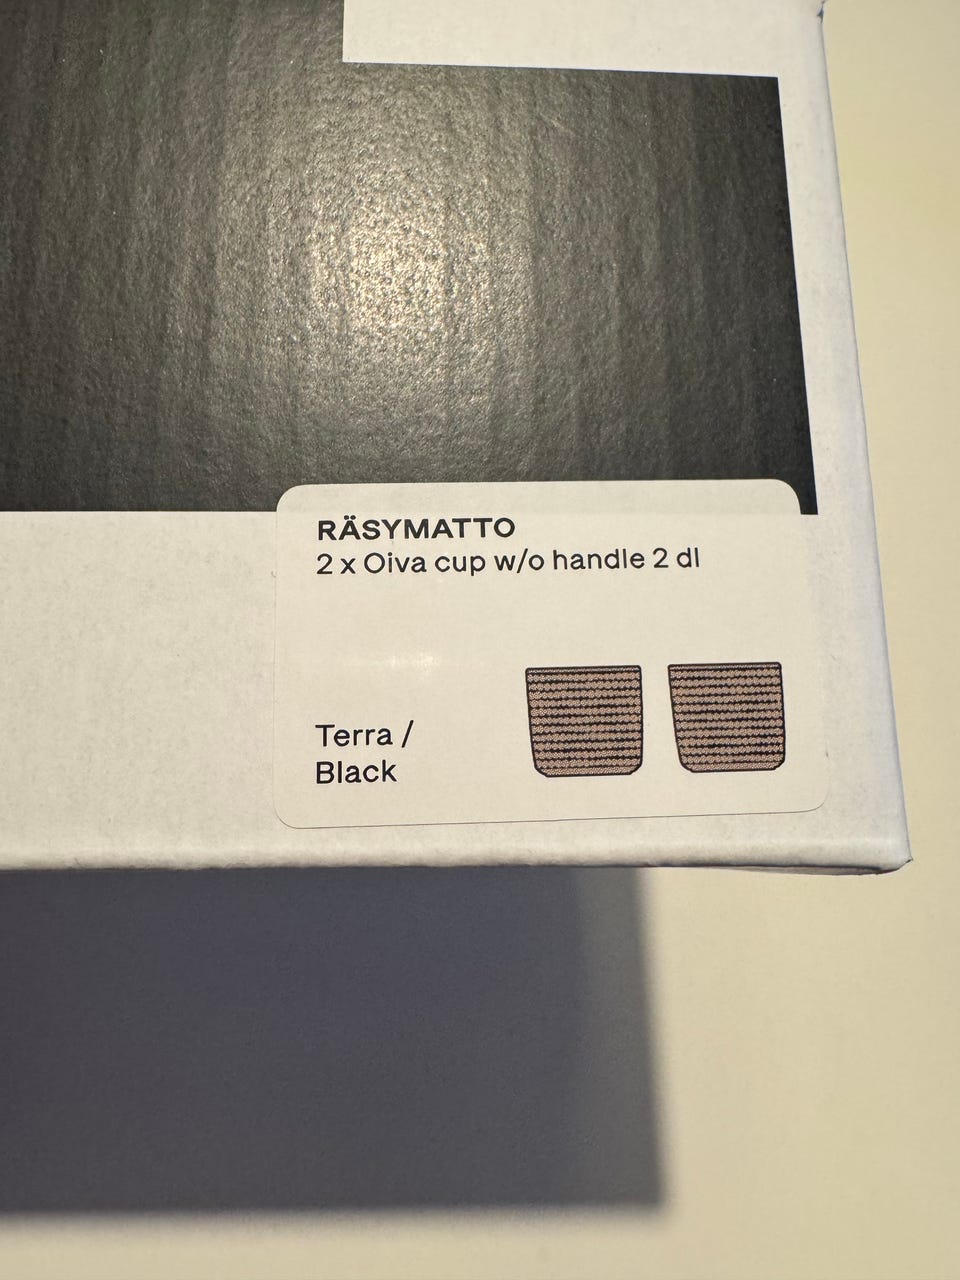 RÄSYMATTO
2 x Oiva cup w/o handle 2 dl
Terra /
Black